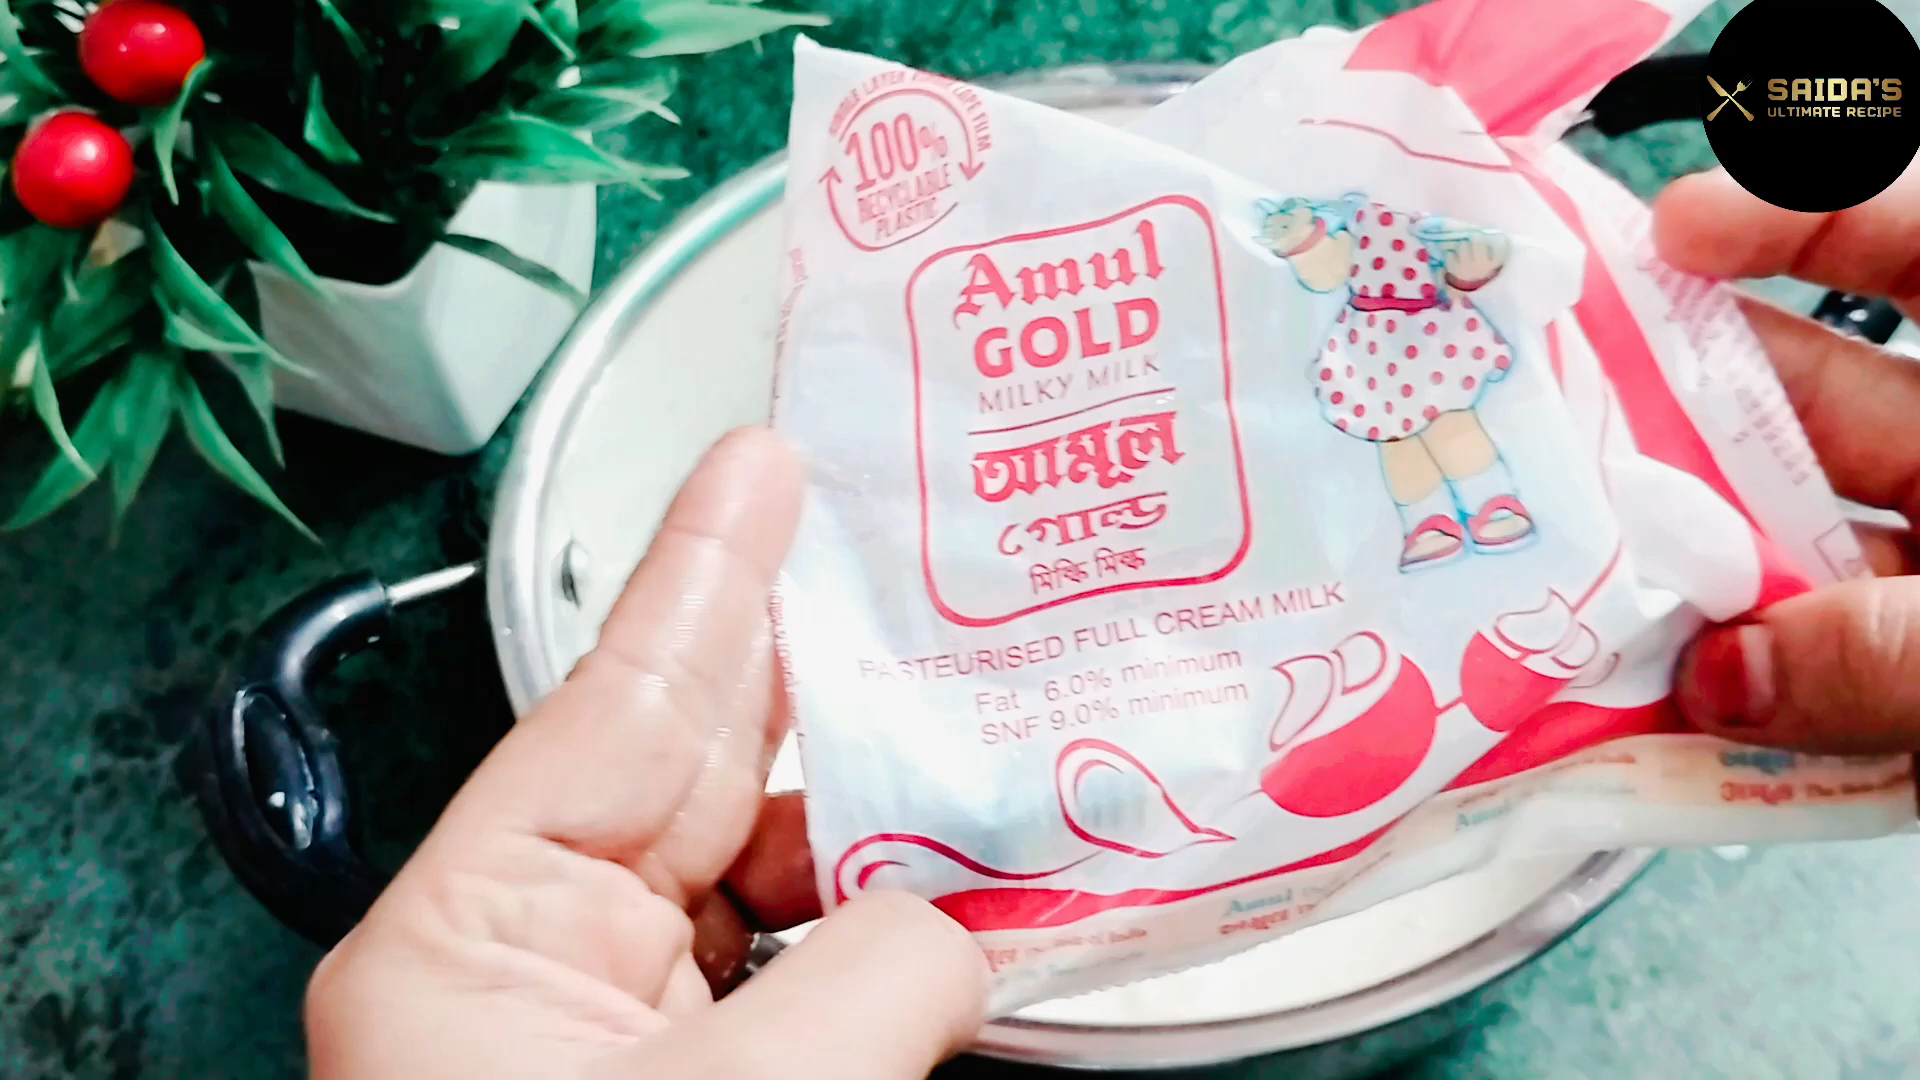 SAIDA'S
ULTIMATE RECIPE
100%
RECYCLABLE
PLASTIC
Amul
GOLD
MILKY MILK
আমূল
গোল্ড
মিল্কি মিল্ক
PASTEURISED FULL CREAM MILK
Fat 6.0% minimum
SNF 9.0% minimum
Amul